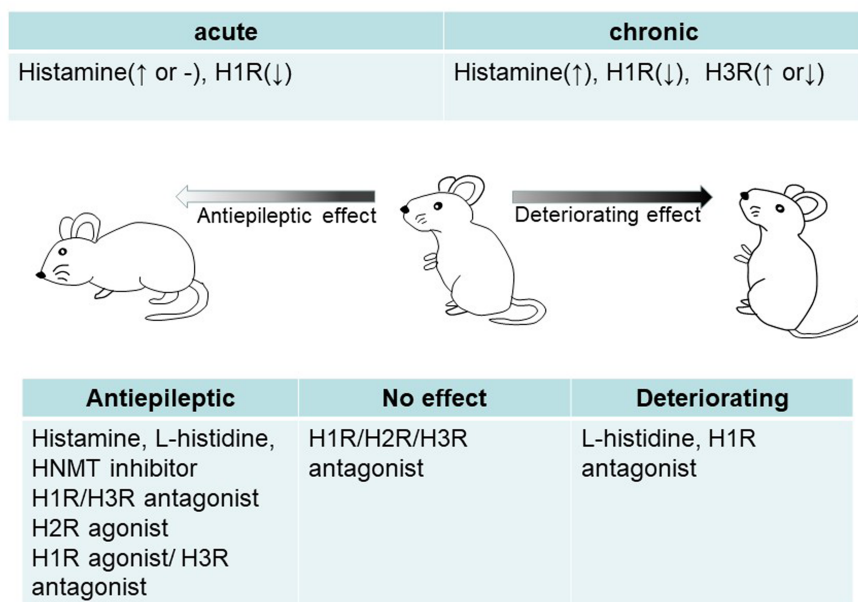 acute
chronic
Histamine(↑ or -), H1R(↓)
Histamine(↑), H1R(↓), H3R(↑ or↓)
Antiepileptic effect
Deteriorating effect
Antiepileptic
No effect
Deteriorating
Histamine, L-histidine,
HNMT inhibitor
H1R/H3R antagonist
H2R agonist
H1R agonist/ H3R
antagonist
H1R/H2R/H3R
antagonist
L-histidine, H1R
antagonist